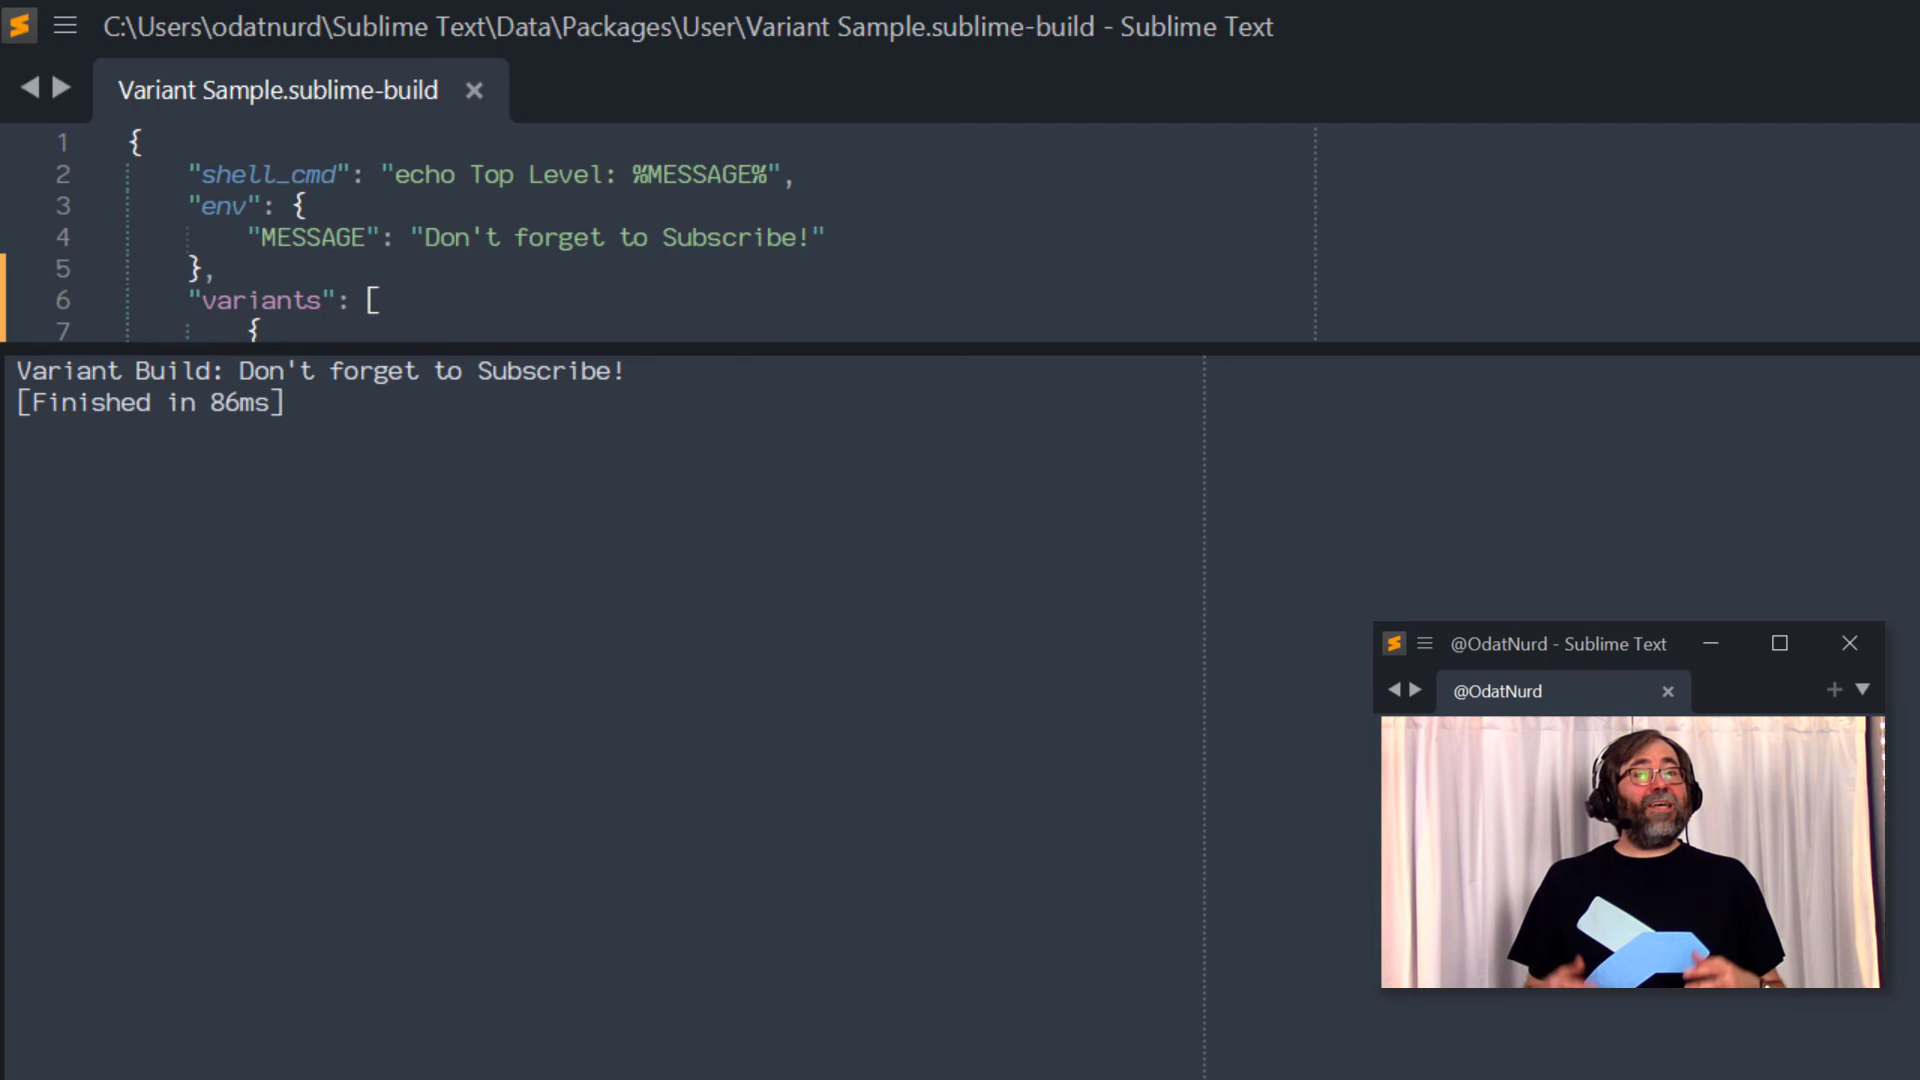 C:\Users\odatnurd\Sublime Text\Data\Packages\User\Variant Sample.sublime-build - Sublime Text
Variant Sample.sublime-build
1 {
2 "shell_cmd": "echo Top Level: %MESSAGE%",
3 "env": {
4 "MESSAGE": "Don't forget to Subscribe!"
5 },
6 "variants": [
7 {
Variant Build: Don't forget to Subscribe!
[Finished in 86ms]
@OdatNurd - Sublime Text
@OdatNurd